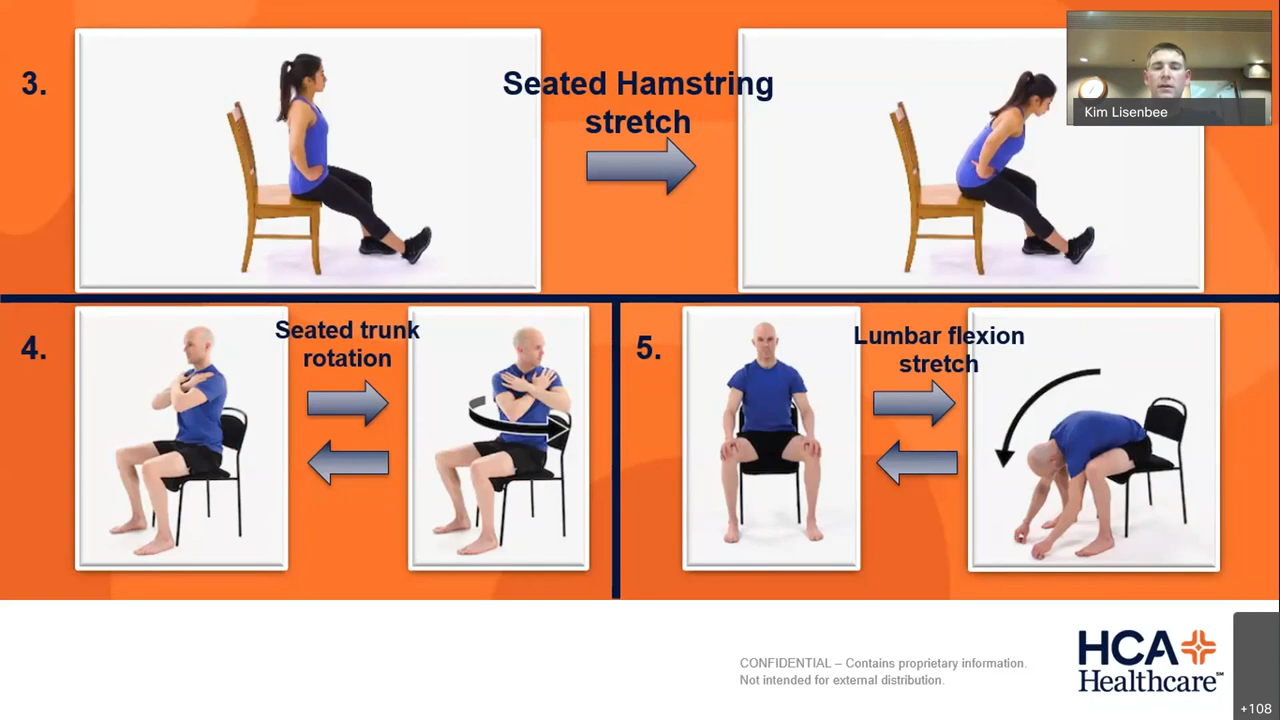 3.
Seated Hamstring
stretch
Kim Lisenbee
4.
Seated trunk
rotation
5.
Lumbar flexion
stretch
CONFIDENTIAL – Contains proprietary information.
Not intended for external distribution.
HCA
Healthcare℠
+108